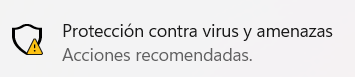 Protección contra virus y amenazas
Acciones recomendadas.